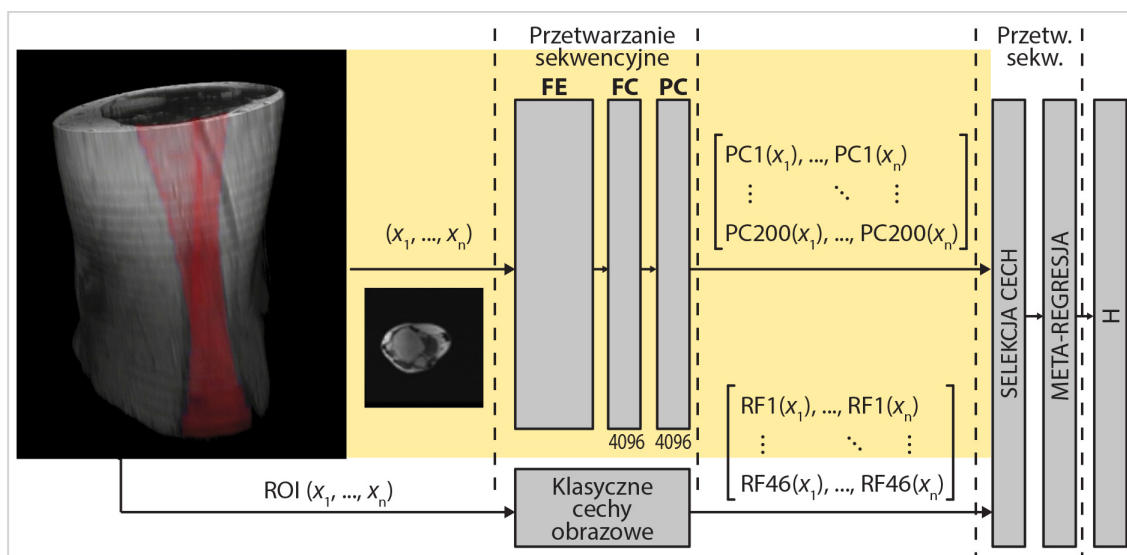 Przetwarzanie
sekwencyjne
Przetw.
sekw.
FE
FC
PC
PC1(x₁), ..., PC1(xₙ)
⋮ ⋱ ⋮
PC200(x₁), ..., PC200(xₙ)
(x₁, ..., xₙ)
SELEKCJA CECH
META-REGRESJA
H
4096
4096
RF1(x₁), ..., RF1(xₙ)
⋮ ⋱ ⋮
RF46(x₁), ..., RF46(xₙ)
ROI (x₁, ..., xₙ)
Klasyczne
cechy
obrazowe